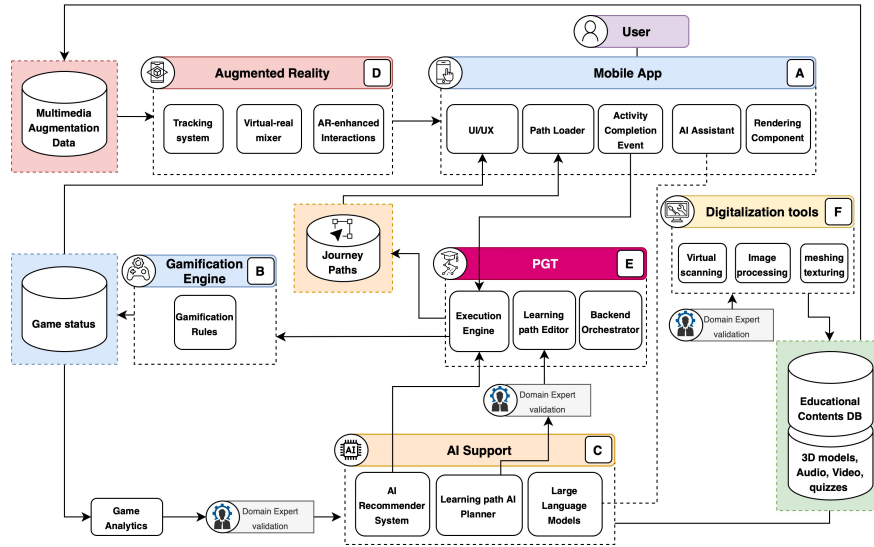 User
Augmented Reality
D
Mobile App
A
Multimedia
Augmentation
Data
Tracking
system
Virtual-real
mixer
AR-enhanced
Interactions
UI/UX
Path Loader
Activity
Completion
Event
AI Assistant
Rendering
Component
Digitalization tools
F
Virtual
scanning
Image
processing
meshing
texturing
Journey
Paths
Gamification
Engine
B
PGT
E
Game status
Gamification
Rules
Execution
Engine
Learning
path Editor
Backend
Orchestrator
Domain Expert
validation
Domain Expert
validation
Educational
Contents DB
3D models,
Audio, Video,
quizzes
AI
AI Support
C
AI
Recommender
System
Learning path AI
Planner
Large
Language
Models
Game
Analytics
Domain Expert
validation